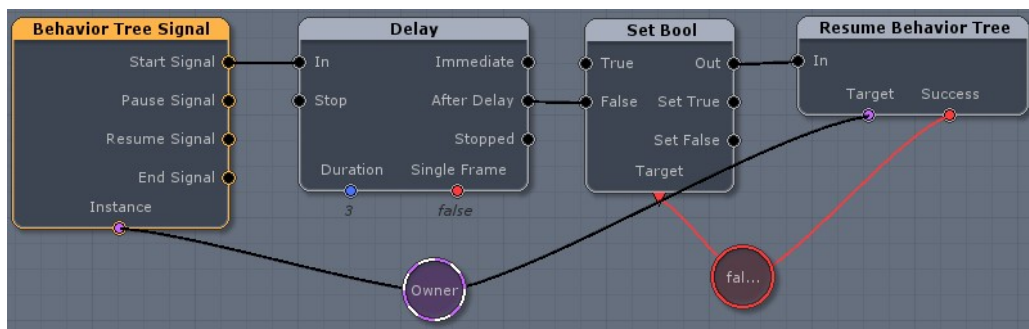 Behavior Tree Signal
Start Signal
Pause Signal
Resume Signal
End Signal
Instance
Delay
In
Immediate
Stop
After Delay
Stopped
Duration
Single Frame
3
false
Set Bool
True
Out
False
Set True
Set False
Target
Resume Behavior Tree
In
Target
Success
Owner
fal...